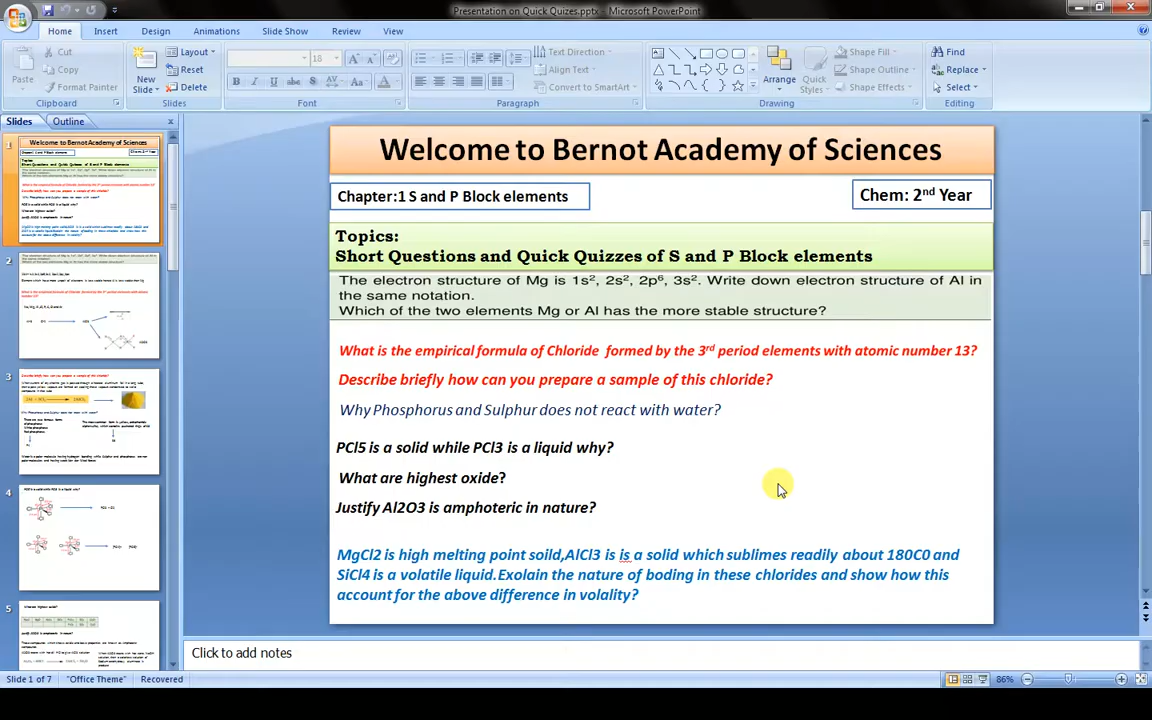 Presentation on Quick Quizes.pptx - Microsoft PowerPoint
Home Insert Design Animations Slide Show Review View
Paste Cut Copy Format Painter Clipboard
New Slide Layout Reset Delete Slides
18 Font
Text Direction Align Text Convert to SmartArt Paragraph
Arrange Quick Styles Shape Fill Shape Outline Shape Effects Drawing
Find Replace Select Editing
Slides Outline
1
2
3
4
5
Welcome to Bernot Academy of Sciences
Chapter:1 S and P Block elements
Chem: 2nd Year
Topics:
Short Questions and Quick Quizzes of S and P Block elements
The electron structure of Mg is 1s², 2s², 2p⁶, 3s². Write down electron structure of Al in
the same notation.
Which of the two elements Mg or Al has the more stable structure?
What is the empirical formula of Chloride formed by the 3rd period elements with atomic number 13?
Describe briefly how can you prepare a sample of this chloride?
Why Phosphorus and Sulphur does not react with water?
PCl5 is a solid while PCl3 is a liquid why?
What are highest oxide?
Justify Al2O3 is amphoteric in nature?
MgCl2 is high melting point soild,AlCl3 is is a solid which sublimes readily about 180C0 and
SiCl4 is a volatile liquid.Explain the nature of boding in these chlorides and show how this
account for the above difference in volality?
Click to add notes
Slide 1 of 7 "Office Theme" Recovered 86%